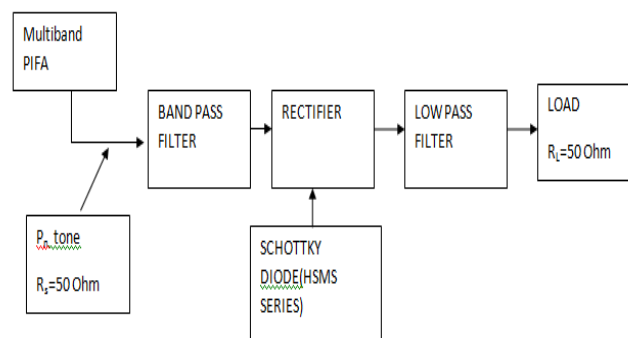 Multiband
PIFA
BAND PASS
FILTER
RECTIFIER
LOW PASS
FILTER
LOAD
RL=50 Ohm
Pn_ tone
Rs=50 Ohm
SCHOTTKY
DIODE(HSMS
SERIES)